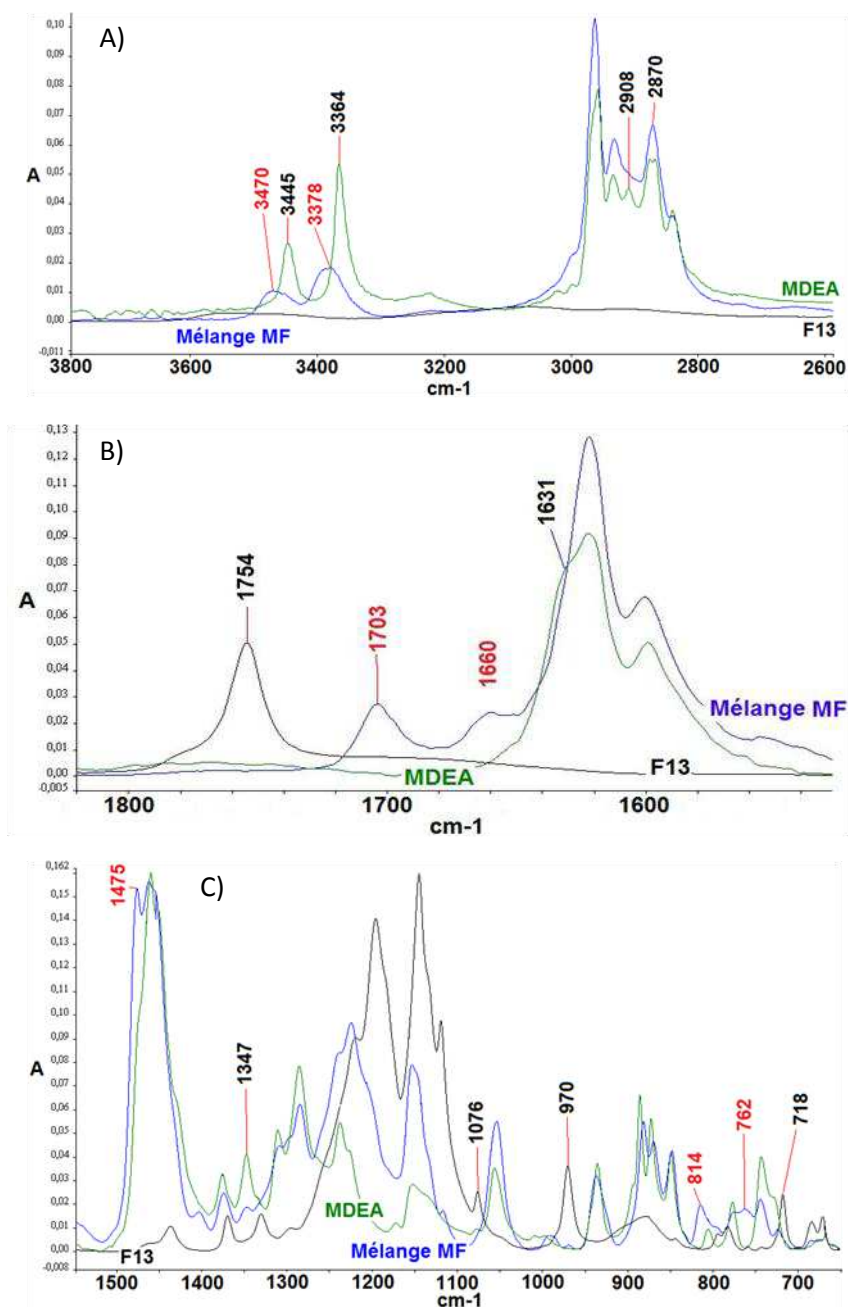 A)
0,10
0,09
0,08
0,07
0,06
0,05
0,04
0,03
0,02
0,01
0,00
-0,011
A
3470
3445
3364
3378
2908
2870
MDEA
F13
Mélange MF
3800 3600 3400 3200 3000 2800 2600
cm-1
B)
0,13
0,12
0,11
0,10
0,09
0,08
0,07
0,06
0,05
0,04
0,03
0,02
0,01
0,00
-0,005
A
1754
1703
1660
1631
Mélange MF
MDEA
F13
1800 1700 1600
cm-1
C)
0,162
0,15
0,14
0,13
0,12
0,11
0,10
0,09
0,08
0,07
0,06
0,05
0,04
0,03
0,02
0,01
0,00
-0,008
A
1475
1347
1076
970
814
762
718
MDEA
F13
Mélange MF
1500 1400 1300 1200 1100 1000 900 800 700
cm-1